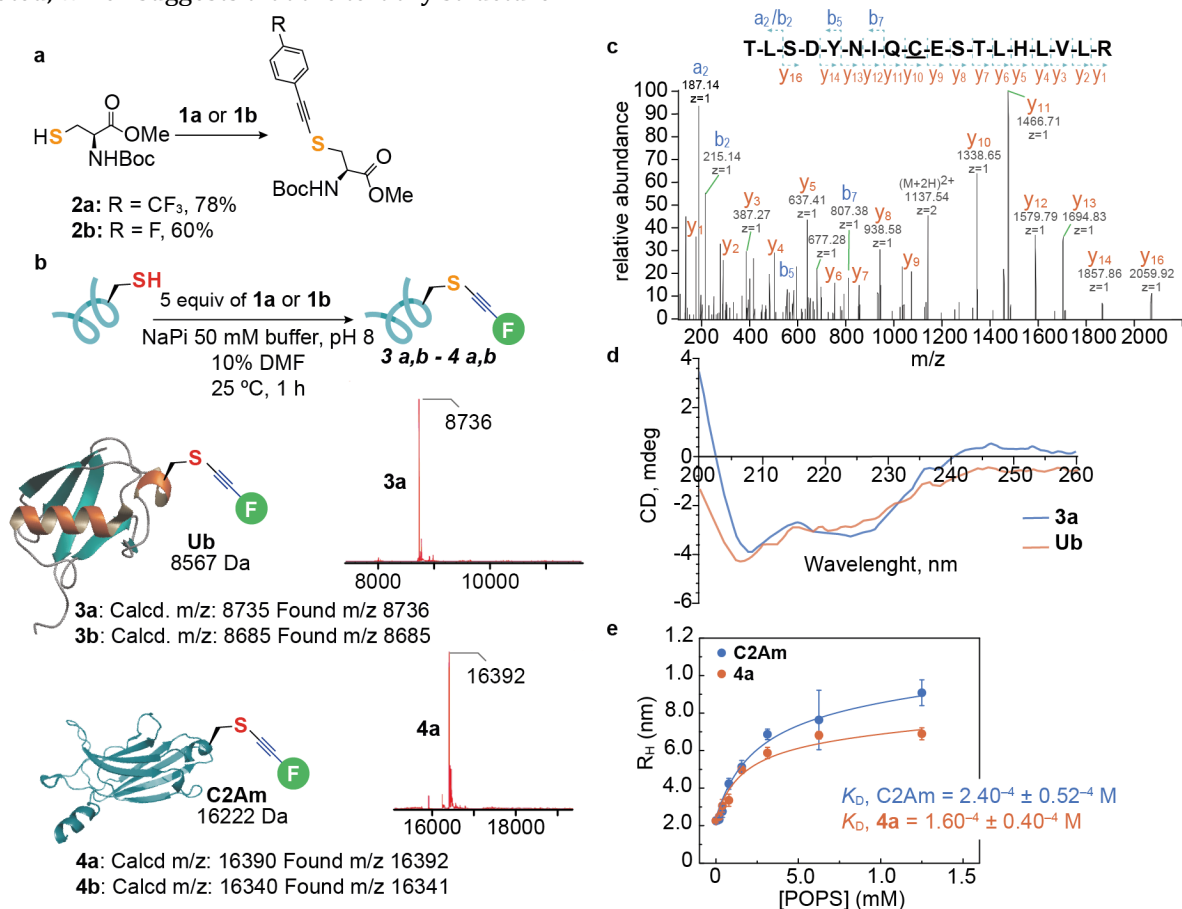 a
R
HS
O
OMe
NHBoc
1a or 1b
S
O
BocHN
OMe
2a: R = CF₃, 78%
2b: R = F, 60%
b
SH
5 equiv of 1a or 1b
NaPi 50 mM buffer, pH 8
10% DMF
25 ºC, 1 h
S
F
3 a,b - 4 a,b
S
F
Ub
8567 Da
8736
3a
8000 10000
3a: Calcd. m/z: 8735 Found m/z 8736
3b: Calcd. m/z: 8685 Found m/z 8685
S
F
C2Am
16222 Da
16392
4a
16000 18000
4a: Calcd m/z: 16390 Found m/z 16392
4b: Calcd m/z: 16340 Found m/z 16341
c
a₂/b₂ b₅ b₇
T-L-S-D-Y-N-I-Q-C-E-S-T-L-H-L-V-L-R
y₁₆ y₁₄ y₁₃ y₁₂ y₁₁ y₁₀ y₉ y₈ y₇ y₆ y₅ y₄ y₃ y₂ y₁
relative abundance
100
90
80
70
60
50
40
30
20
10
0
a₂
187.14
z=1
b₂
215.14
z=1
y₁
y₂
y₃
387.27
z=1
y₄
b₅
y₅
637.41
z=1
677.28
z=1
y₆
b₇
807.38
z=1
y₇
y₈
938.58
z=1
y₉
(M+2H)²⁺
1137.54
z=2
y₁₀
1338.65
z=1
y₁₁
1466.71
z=1
y₁₂
1579.79
z=1
y₁₃
1694.83
z=1
y₁₄
1857.86
z=1
y₁₆
2059.92
z=1
200 400 600 800 1000 1200 1400 1600 1800 2000
m/z
d
CD, mdeg
4
2
0
-2
-4
-6
200 210 220 230 240 250 260
Wavelenght, nm
3a
Ub
e
R_H (nm)
1.2
1.0
8.0
6.0
4.0
2.0
0
C2Am
4a
K_D, C2Am = 2.40⁻⁴ ± 0.52⁻⁴ M
K_D, 4a = 1.60⁻⁴ ± 0.40⁻⁴ M
0 5.0 1.0 1.5
[POPS] (mM)